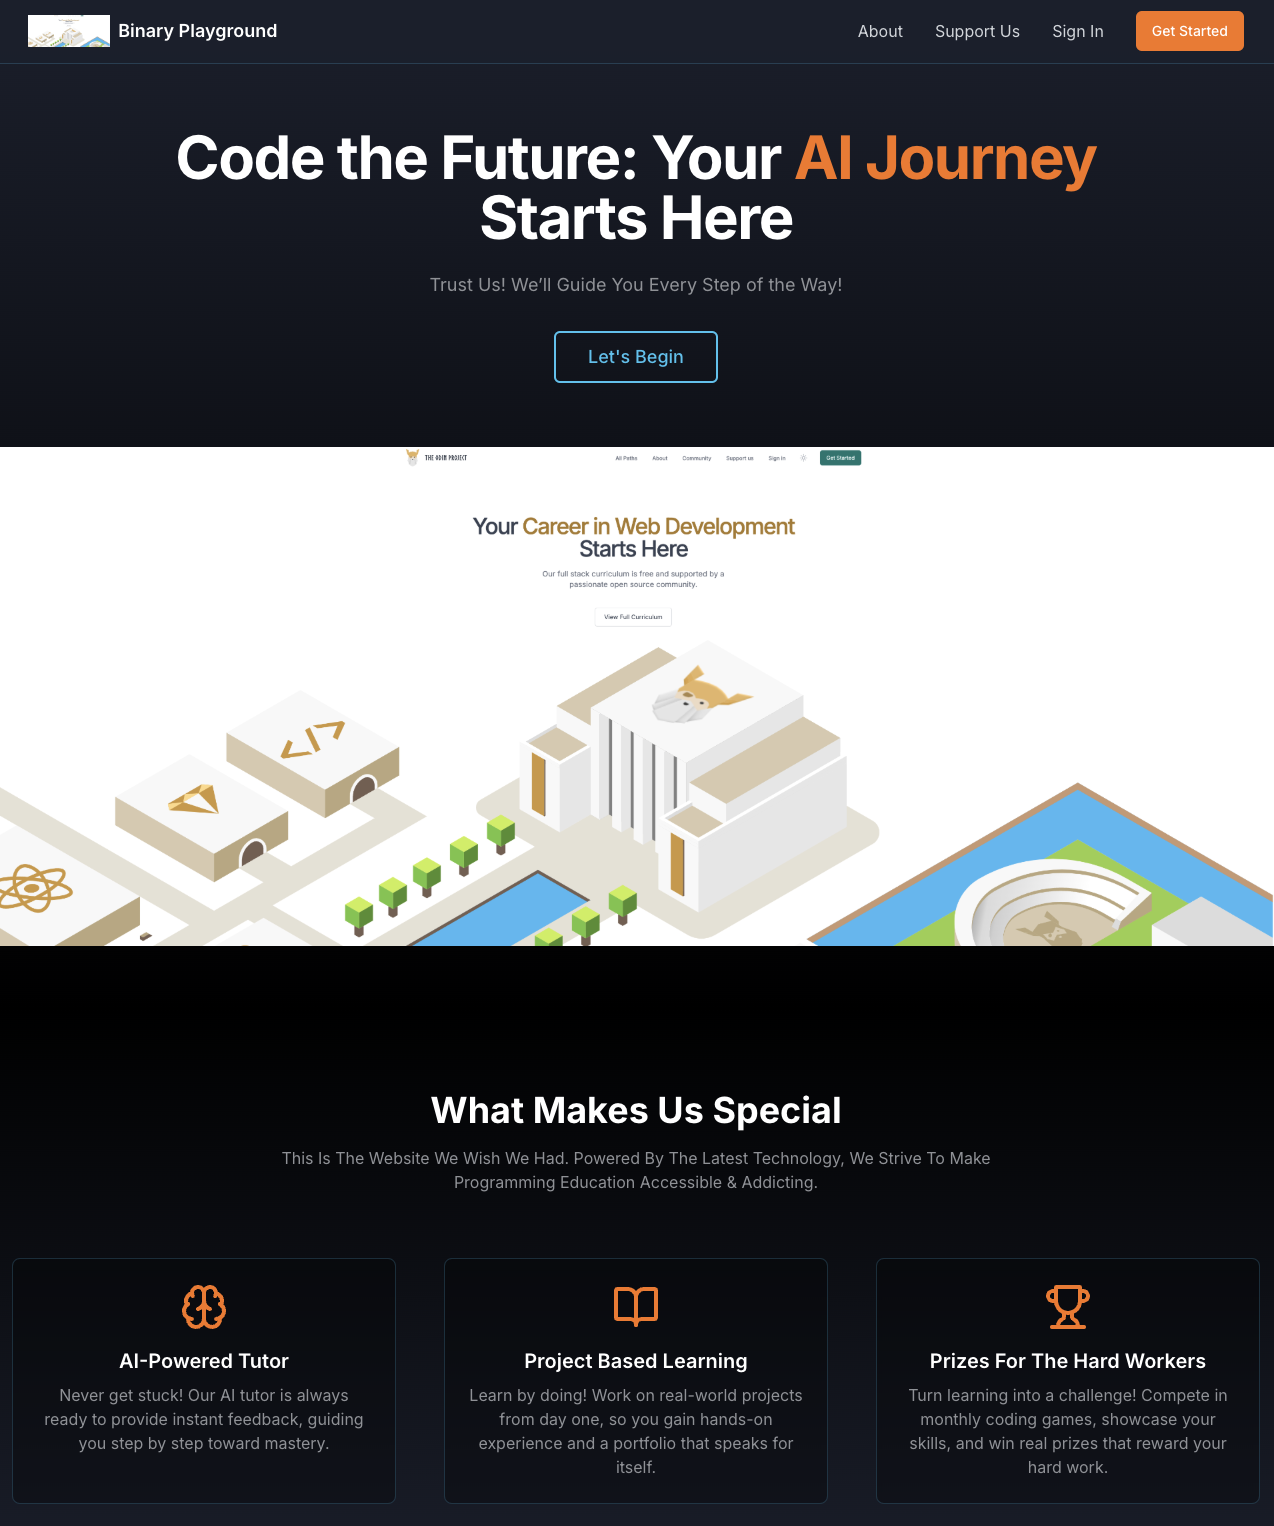 Binary Playground
About
Support Us
Sign In
Get Started
Code the Future: Your AI Journey
Starts Here
Trust Us! We’ll Guide You Every Step of the Way!
Let's Begin
THE ODIN PROJECT
All Paths
About
Community
Support us
Sign in
Get Started
Your Career in Web Development
Starts Here
Our full stack curriculum is free and supported by a
passionate open source community.
View Full Curriculum
</>
What Makes Us Special
This Is The Website We Wish We Had. Powered By The Latest Technology, We Strive To Make
Programming Education Accessible & Addicting.
AI-Powered Tutor
Never get stuck! Our AI tutor is always
ready to provide instant feedback, guiding
you step by step toward mastery.
Project Based Learning
Learn by doing! Work on real-world projects
from day one, so you gain hands-on
experience and a portfolio that speaks for
itself.
Prizes For The Hard Workers
Turn learning into a challenge! Compete in
monthly coding games, showcase your
skills, and win real prizes that reward your
hard work.